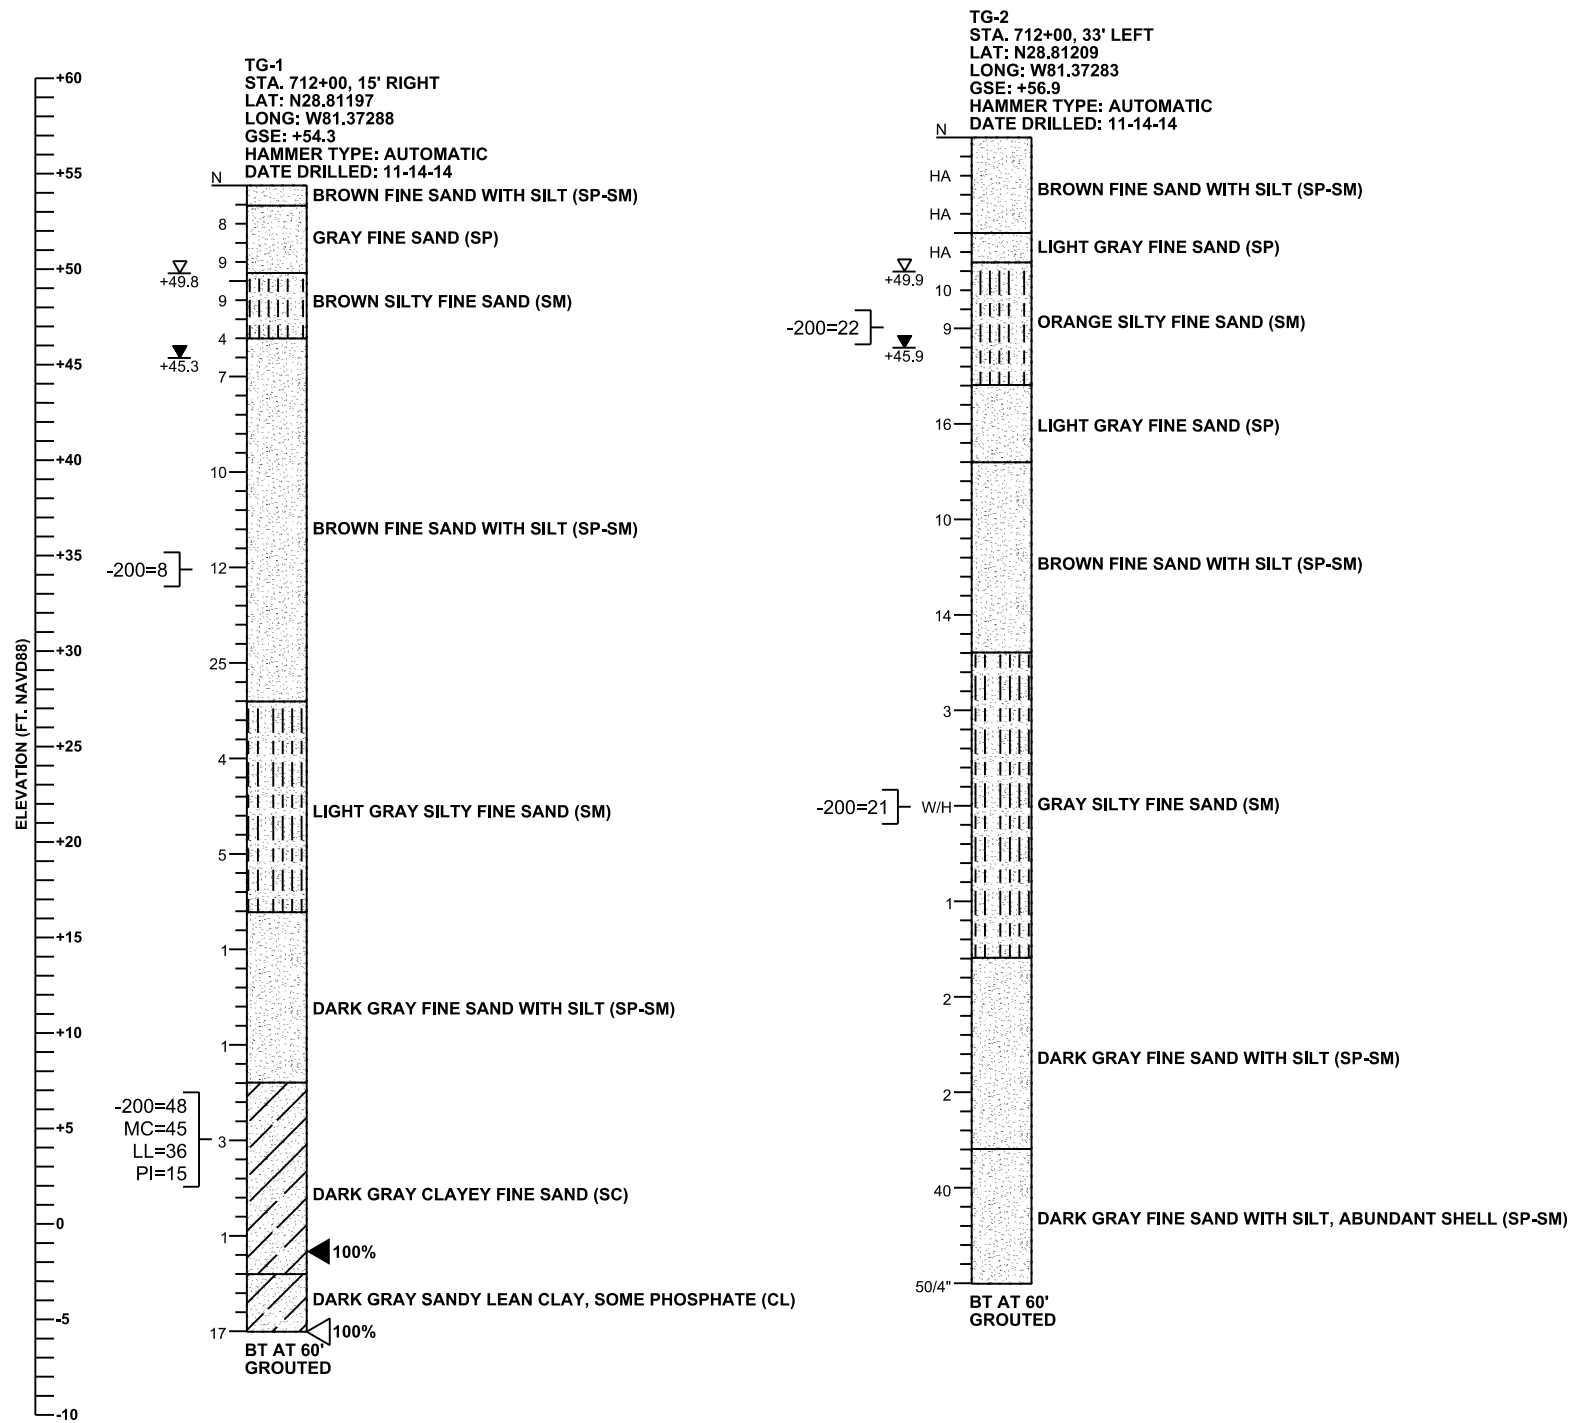 TG-1
STA. 712+00, 15' RIGHT
LAT: N28.81197
LONG: W81.37288
GSE: +54.3
HAMMER TYPE: AUTOMATIC
DATE DRILLED: 11-14-14
N
BROWN FINE SAND WITH SILT (SP-SM)
8
GRAY FINE SAND (SP)
9
+49.8
9
BROWN SILTY FINE SAND (SM)
4
+45.3
7
10
BROWN FINE SAND WITH SILT (SP-SM)
-200=8
12
25
4
LIGHT GRAY SILTY FINE SAND (SM)
5
1
DARK GRAY FINE SAND WITH SILT (SP-SM)
1
-200=48
MC=45
LL=36
PI=15
3
DARK GRAY CLAYEY FINE SAND (SC)
1
100%
DARK GRAY SANDY LEAN CLAY, SOME PHOSPHATE (CL)
17
100%
BT AT 60'
GROUTED
TG-2
STA. 712+00, 33' LEFT
LAT: N28.81209
LONG: W81.37283
GSE: +56.9
HAMMER TYPE: AUTOMATIC
DATE DRILLED: 11-14-14
N
HA
BROWN FINE SAND WITH SILT (SP-SM)
HA
HA
LIGHT GRAY FINE SAND (SP)
+49.9
10
ORANGE SILTY FINE SAND (SM)
-200=22
9
+45.9
16
LIGHT GRAY FINE SAND (SP)
10
BROWN FINE SAND WITH SILT (SP-SM)
14
3
-200=21
W/H
GRAY SILTY FINE SAND (SM)
1
2
DARK GRAY FINE SAND WITH SILT (SP-SM)
2
40
DARK GRAY FINE SAND WITH SILT, ABUNDANT SHELL (SP-SM)
50/4"
BT AT 60'
GROUTED
ELEVATION (FT. NAVD88)
+60
+55
+50
+45
+40
+35
+30
+25
+20
+15
+10
+5
0
-5
-10